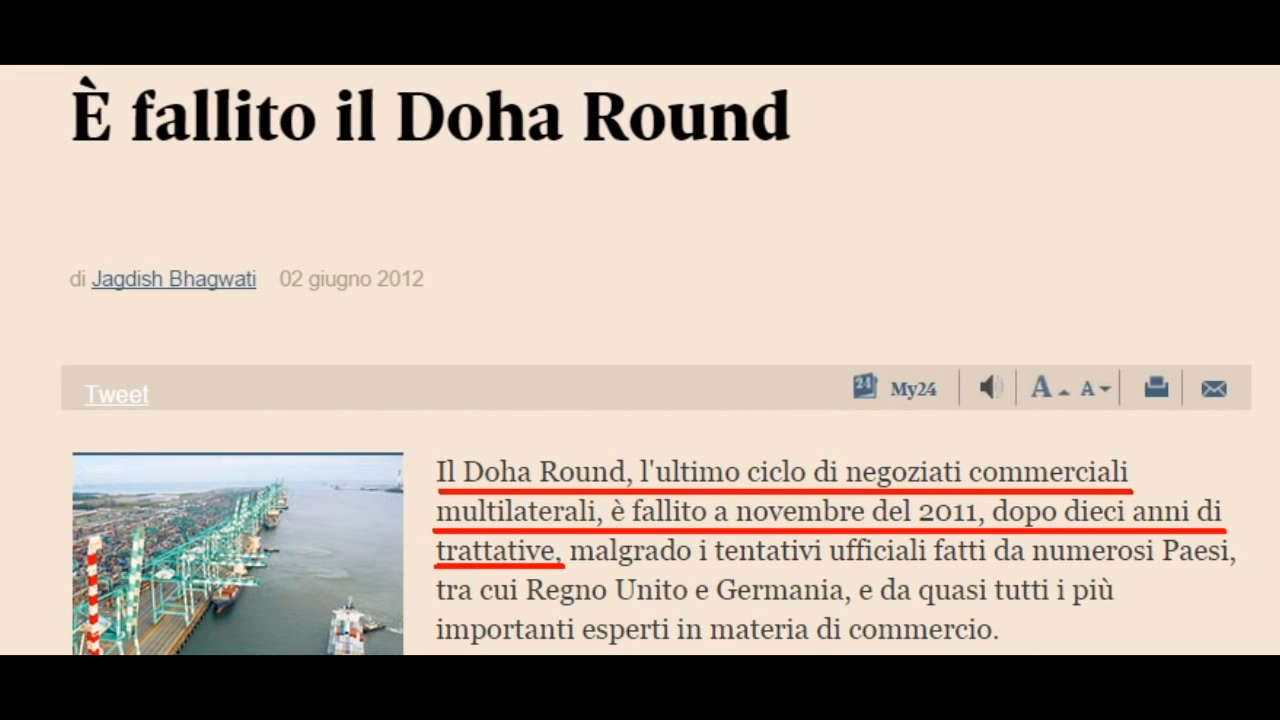 È fallito il Doha Round
di Jagdish Bhagwati 02 giugno 2012
Tweet 24 My24 A A
Il Doha Round, l'ultimo ciclo di negoziati commerciali
multilaterali, è fallito a novembre del 2011, dopo dieci anni di
trattative, malgrado i tentativi ufficiali fatti da numerosi Paesi,
tra cui Regno Unito e Germania, e da quasi tutti i più
importanti esperti in materia di commercio.